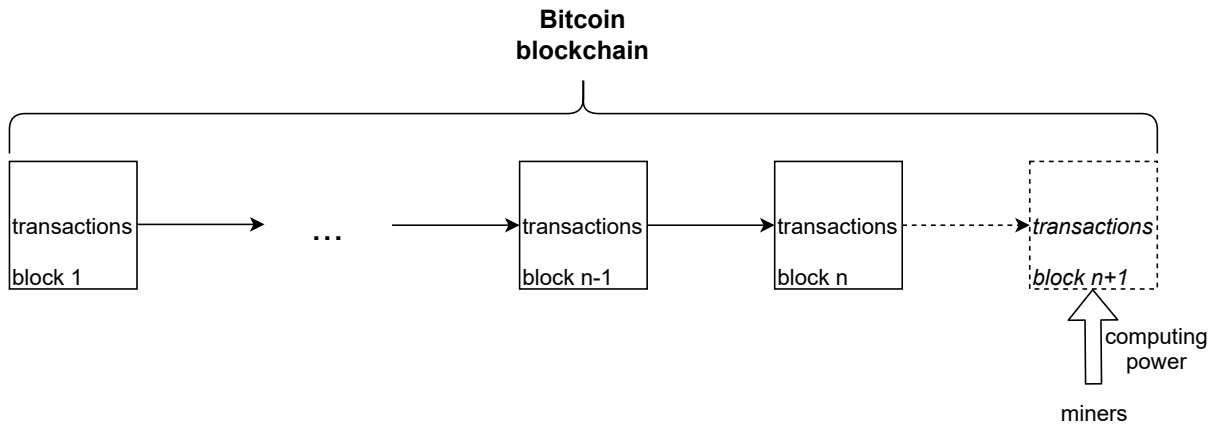 Bitcoin
blockchain
transactions
block 1
...
transactions
block n-1
transactions
block n
transactions
block n+1
computing
power
miners